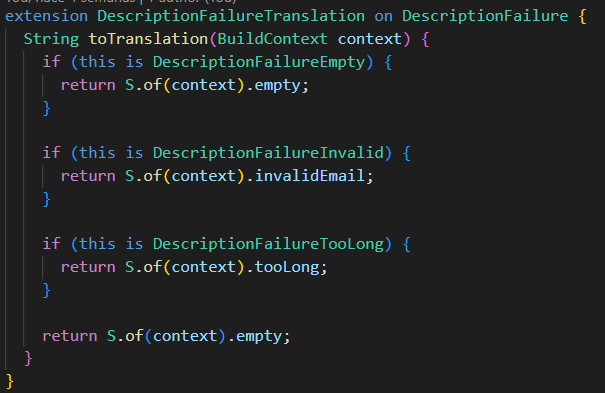 extension DescriptionFailureTranslation on DescriptionFailure {
String toTranslation(BuildContext context) {
if (this is DescriptionFailureEmpty) {
return S.of(context).empty;
}
if (this is DescriptionFailureInvalid) {
return S.of(context).invalidEmail;
}
if (this is DescriptionFailureTooLong) {
return S.of(context).tooLong;
}
return S.of(context).empty;
}
}